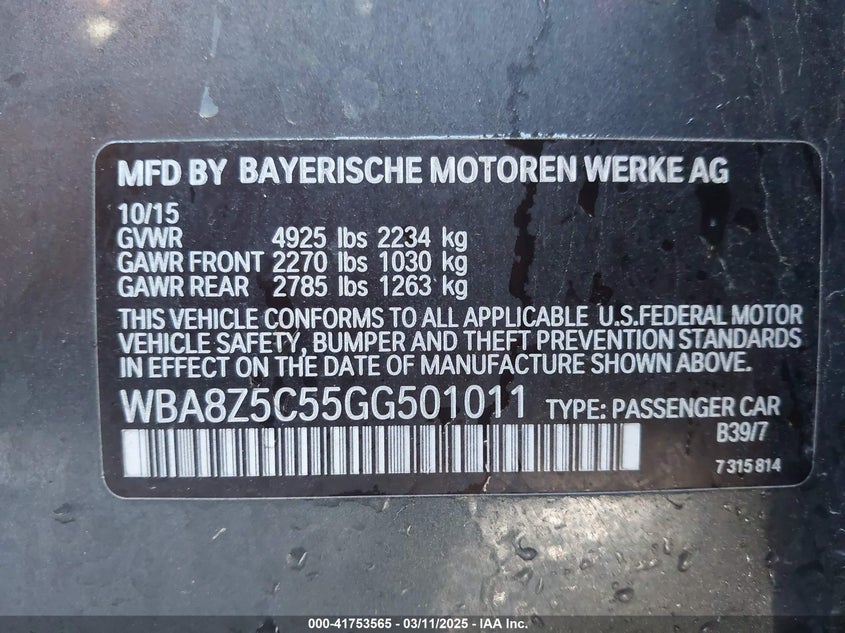 MFD BY BAYERISCHE MOTOREN WERKE AG
10/15
GVWR 4925 lbs 2234 kg
GAWR FRONT 2270 lbs 1030 kg
GAWR REAR 2785 lbs 1263 kg
THIS VEHICLE CONFORMS TO ALL APPLICABLE U.S.FEDERAL MOTOR
VEHICLE SAFETY, BUMPER AND THEFT PREVENTION STANDARDS
IN EFFECT ON THE DATE OF MANUFACTURE SHOWN ABOVE.
WBA8Z5C55GG501011 TYPE: PASSENGER CAR
B39/7
7 315 814
000-41753565 - 03/11/2025 - IAA Inc.